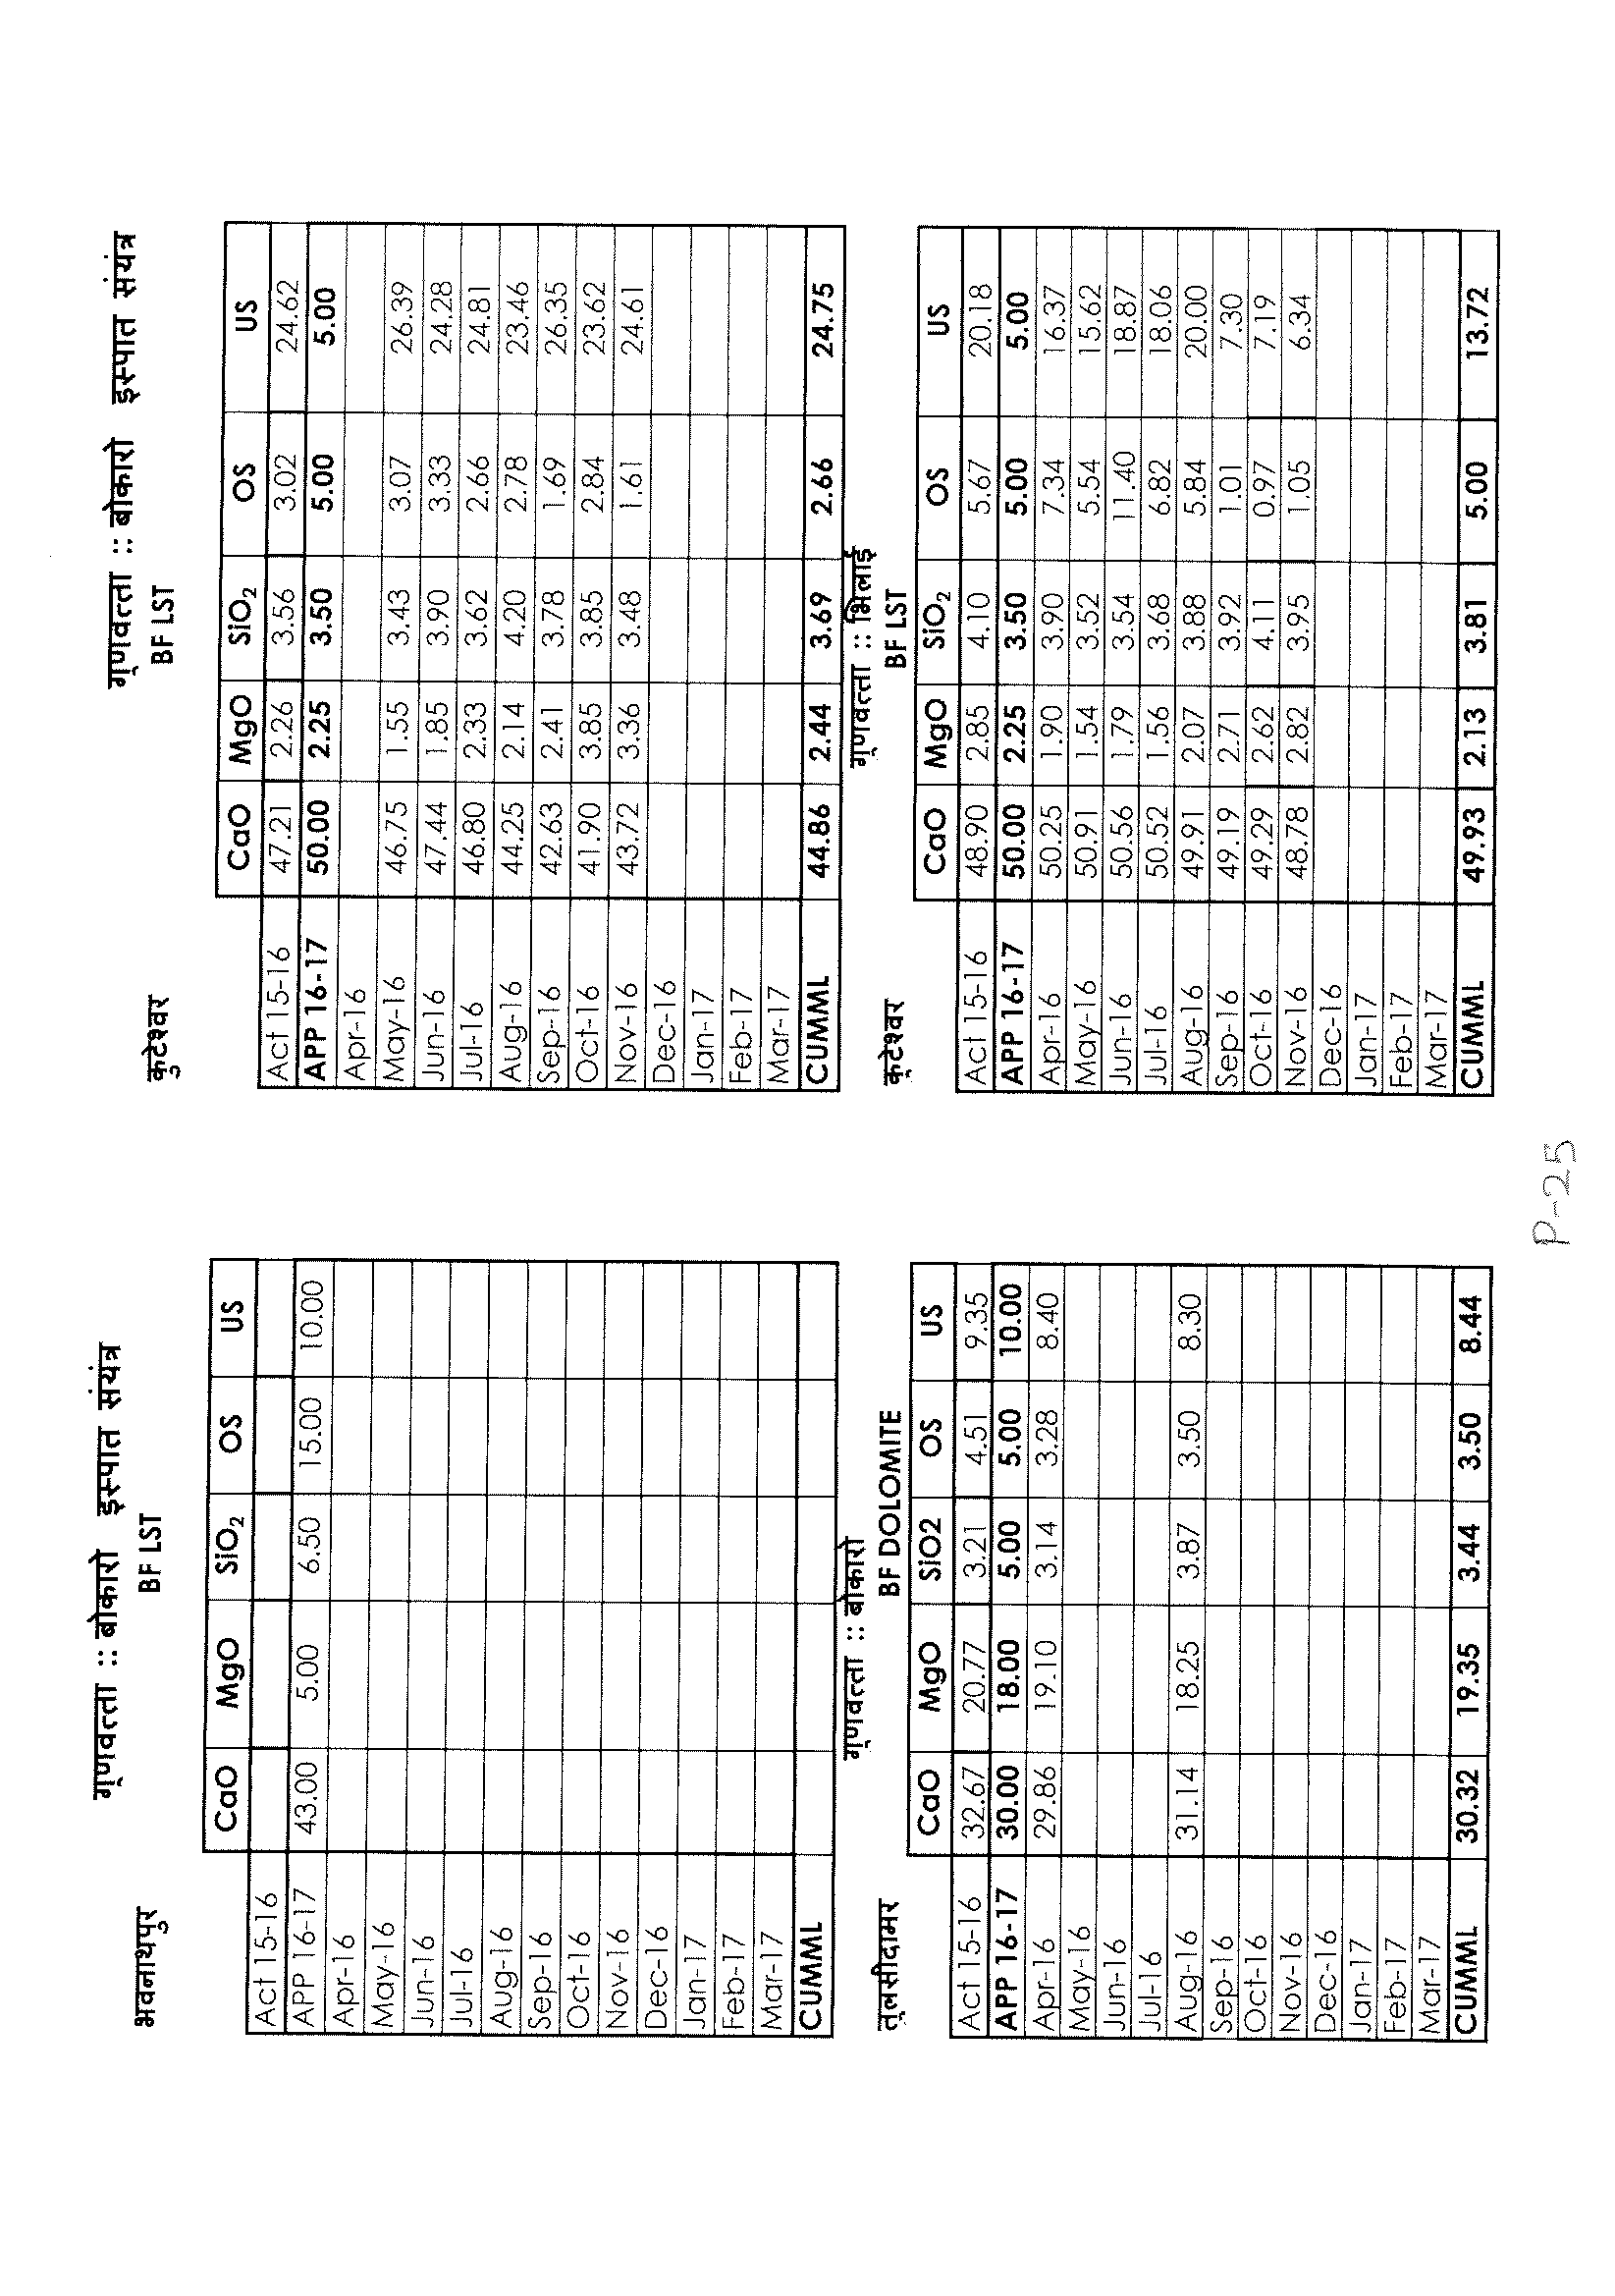 गुणवत्ता :: बोकारो इस्पात संयंत्र
भवनाथपुर BF LST
CaO MgO SiO₂ OS US
Act 15-16
APP 16-17 43.00 5.00 6.50 15.00 10.00
Apr-16
May-16
Jun-16
Jul-16
Aug-16
Sep-16
Oct-16
Nov-16
Dec-16
Jan-17
Feb-17
Mar-17
CUMML
गुणवत्ता :: बोकारो
तुलसीदामर BF DOLOMITE
CaO MgO SiO2 OS US
Act 15-16 32.67 20.77 3.21 4.51 9.35
APP 16-17 30.00 18.00 5.00 5.00 10.00
Apr-16 29.86 19.10 3.14 3.28 8.40
May-16
Jun-16
Jul-16
Aug-16 31.14 18.25 3.87 3.50 8.30
Sep-16
Oct-16
Nov-16
Dec-16
Jan-17
Feb-17
Mar-17
CUMML 30.32 19.35 3.44 3.50 8.44
गुणवत्ता :: बोकारो इस्पात संयंत्र
कुटेश्वर BF LST
CaO MgO SiO₂ OS US
Act 15-16 47.21 2.26 3.56 3.02 24.62
APP 16-17 50.00 2.25 3.50 5.00 5.00
Apr-16
May-16 46.75 1.55 3.43 3.07 26.39
Jun-16 47.44 1.85 3.90 3.33 24.28
Jul-16 46.80 2.33 3.62 2.66 24.81
Aug-16 44.25 2.14 4.20 2.78 23.46
Sep-16 42.63 2.41 3.78 1.69 26.35
Oct-16 41.90 3.85 3.85 2.84 23.62
Nov-16 43.72 3.36 3.48 1.61 24.61
Dec-16
Jan-17
Feb-17
Mar-17
CUMML 44.86 2.44 3.69 2.66 24.75
गुणवत्ता :: भिलाई
कुटेश्वर BF LST
CaO MgO SiO₂ OS US
Act 15-16 48.90 2.85 4.10 5.67 20.18
APP 16-17 50.00 2.25 3.50 5.00 5.00
Apr-16 50.25 1.90 3.90 7.34 16.37
May-16 50.91 1.54 3.52 5.54 15.62
Jun-16 50.56 1.79 3.54 11.40 18.87
Jul-16 50.52 1.56 3.68 6.82 18.06
Aug-16 49.91 2.07 3.88 5.84 20.00
Sep-16 49.19 2.71 3.92 1.01 7.30
Oct-16 49.29 2.62 4.11 0.97 7.19
Nov-16 48.78 2.82 3.95 1.05 6.34
Dec-16
Jan-17
Feb-17
Mar-17
CUMML 49.93 2.13 3.81 5.00 13.72
P-25